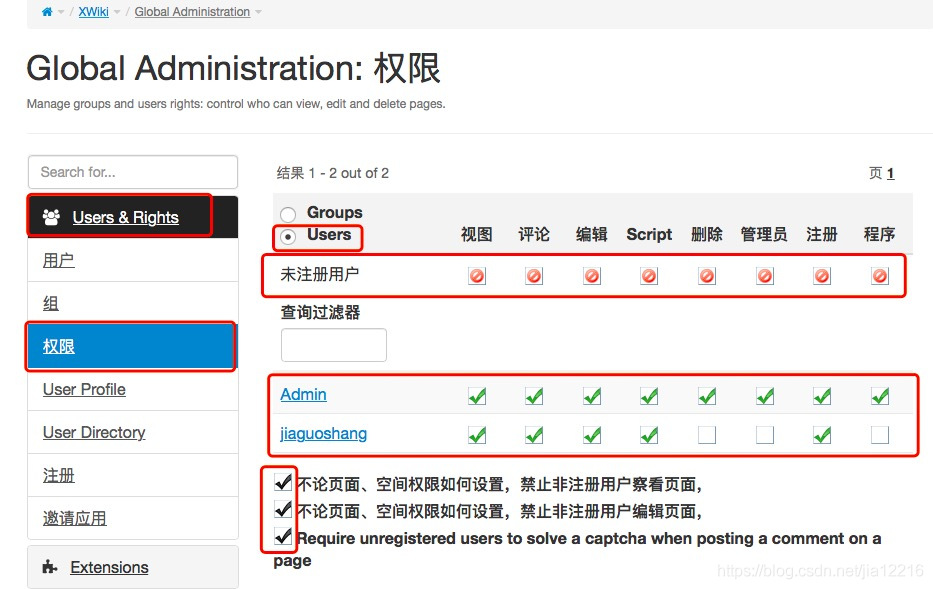 / XWiki / Global Administration
Global Administration: 权限
Manage groups and users rights: control who can view, edit and delete pages.
Search for...
Users & Rights
用户
组
权限
User Profile
User Directory
注册
邀请应用
Extensions
结果 1 - 2 out of 2
页 1
Groups
Users 视图 评论 编辑 Script 删除 管理员 注册 程序
未注册用户
查询过滤器
Admin
jiaguoshang
不论页面、空间权限如何设置，禁止非注册用户察看页面，
不论页面、空间权限如何设置，禁止非注册用户编辑页面，
Require unregistered users to solve a captcha when posting a comment on a
page
https://blog.csdn.net/jia12216